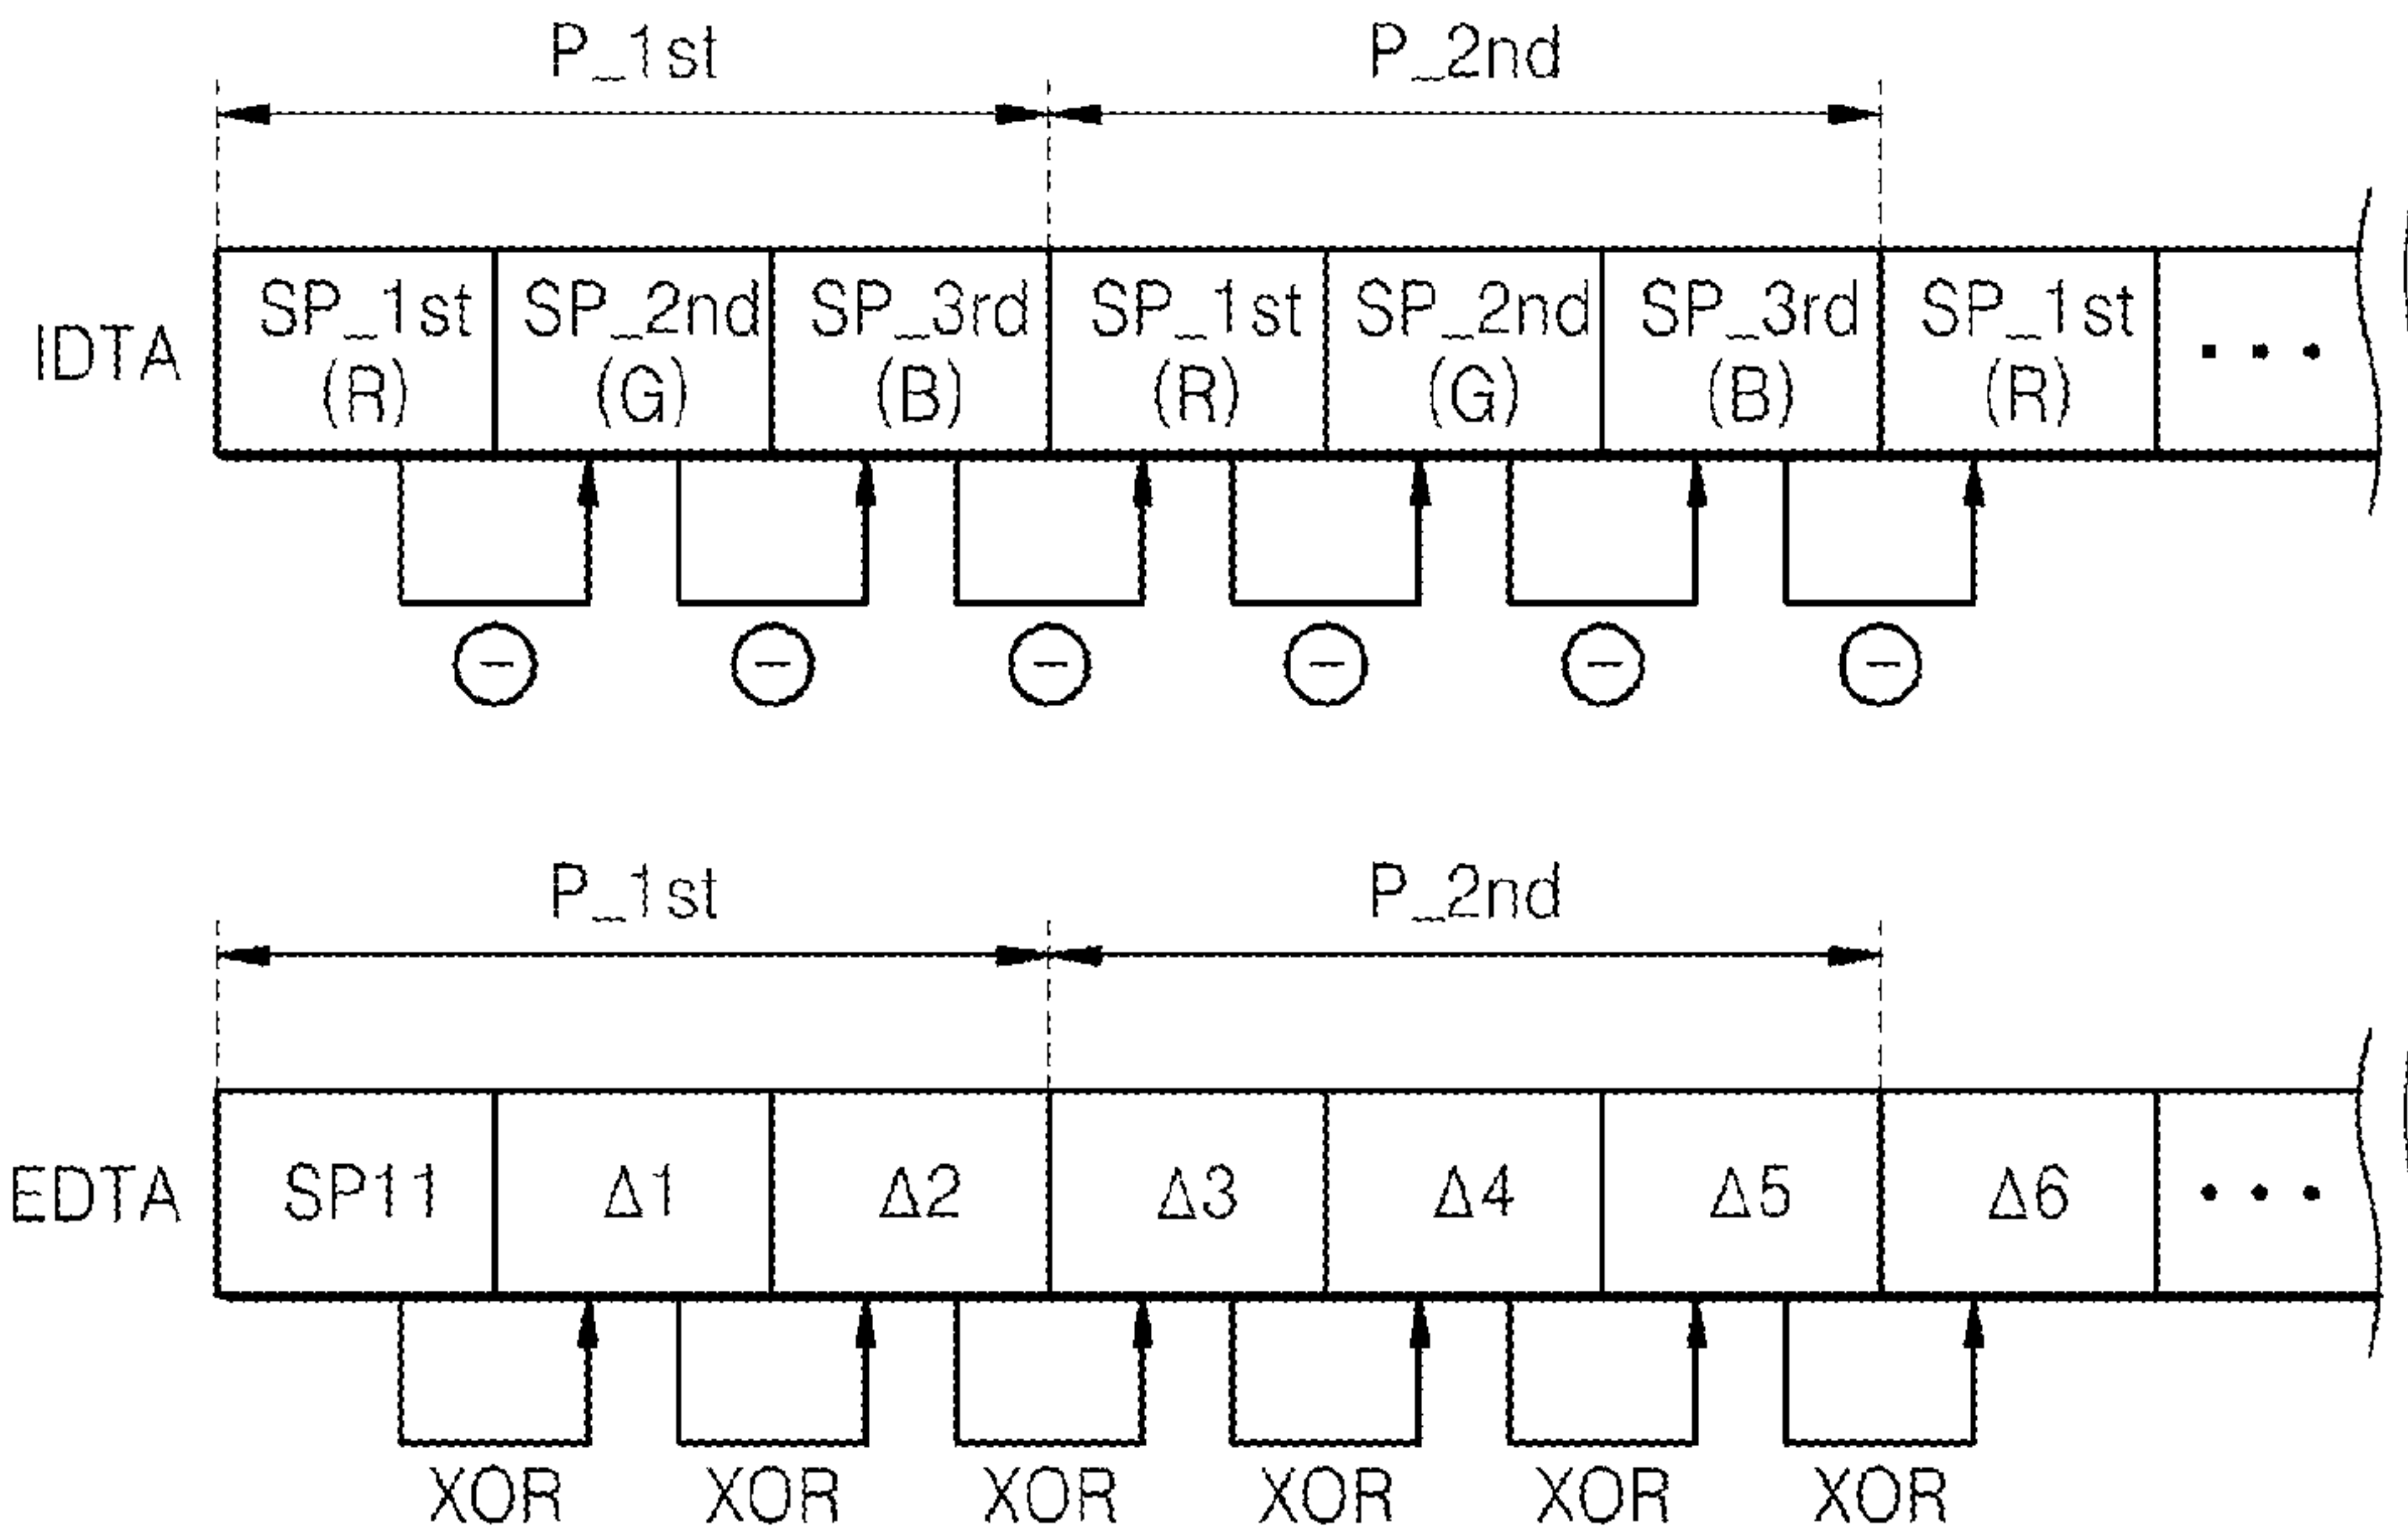 P_1st P_2nd
IDTA SP_1st SP_2nd SP_3rd SP_1st SP_2nd SP_3rd SP_1st
(R) (G) (B) (R) (G) (B) (R) ...
- - - - - -
P_1st P_2nd
EDTA SP11 Δ1 Δ2 Δ3 Δ4 Δ5 Δ6 ...
XOR XOR XOR XOR XOR XOR